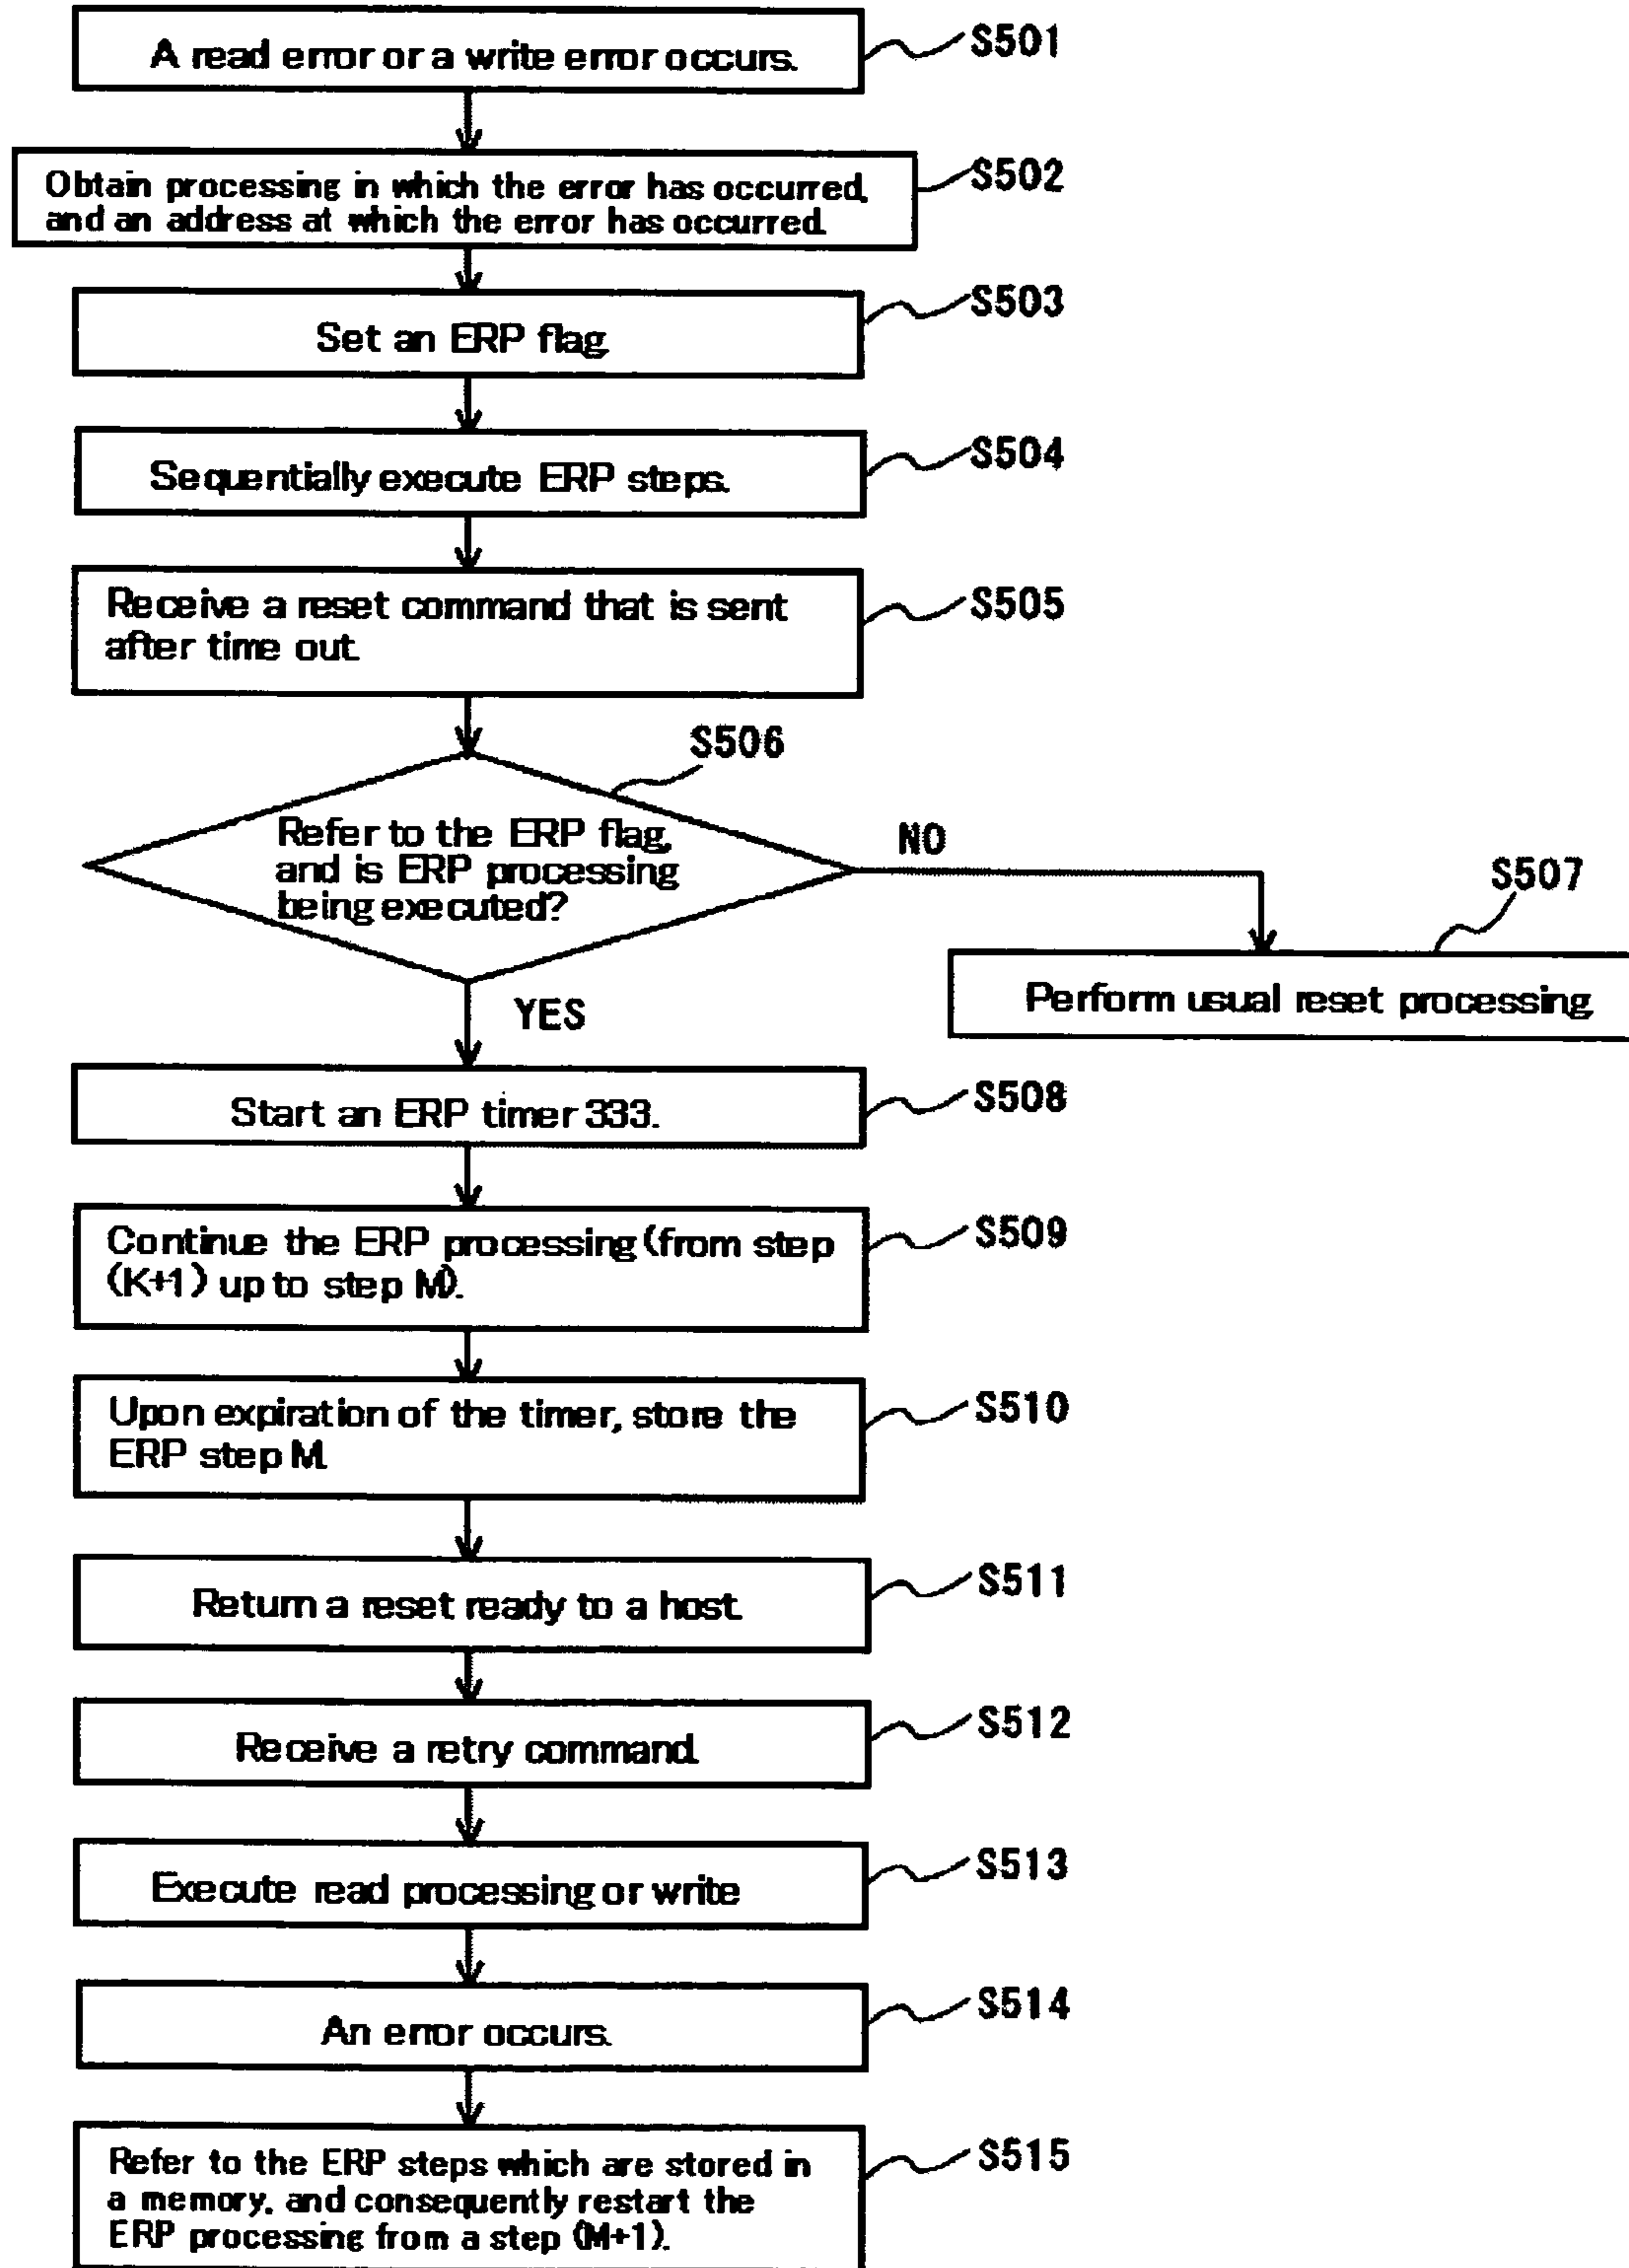 A read error or a write error occurs.
S501
Obtain processing in which the error has occurred,
and an address at which the error has occurred.
S502
Set an ERP flag.
S503
Sequentially execute ERP steps.
S504
Receive a reset command that is sent
after time out.
S505
S506
Refer to the ERP flag,
and is ERP processing
being executed?
NO
S507
Perform usual reset processing.
YES
Start an ERP timer 333.
S508
Continue the ERP processing (from step
(K+1) up to step M).
S509
Upon expiration of the timer, store the
ERP step M.
S510
Return a reset ready to a host.
S511
Receive a retry command.
S512
Execute read processing or write
S513
An error occurs.
S514
Refer to the ERP steps which are stored in
a memory, and consequently restart the
ERP processing from a step (M+1).
S515